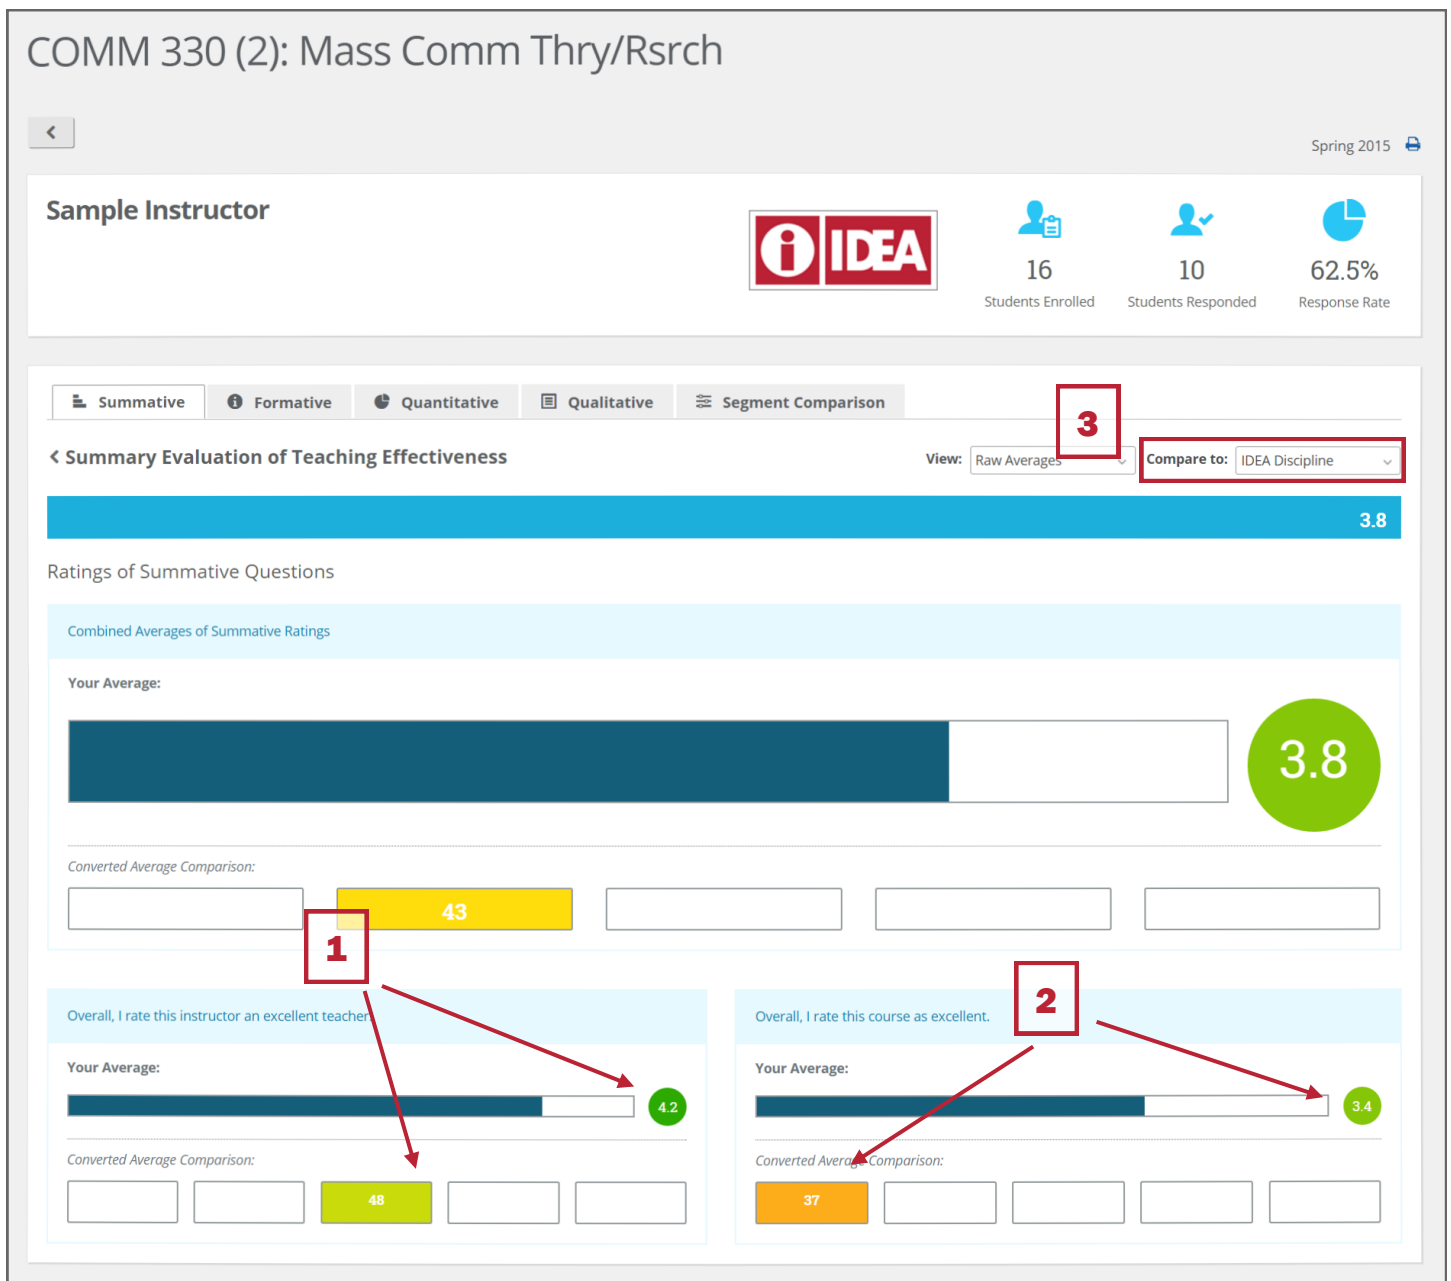 COMM 330 (2): Mass Comm Thry/Rsrch
Spring 2015
Sample Instructor
i IDEA
16
10
62.5%
Students Enrolled
Students Responded
Response Rate
Summative
Formative
Quantitative
Qualitative
Segment Comparison
3
Summary Evaluation of Teaching Effectiveness
View: Raw Averages
Compare to: IDEA Discipline
3.8
Ratings of Summative Questions
Combined Averages of Summative Ratings
Your Average:
3.8
Converted Average Comparison:
43
1
2
Overall, I rate this instructor an excellent teacher.
Your Average:
4.2
Converted Average Comparison:
48
Overall, I rate this course as excellent.
Your Average:
3.4
Converted Average Comparison:
37